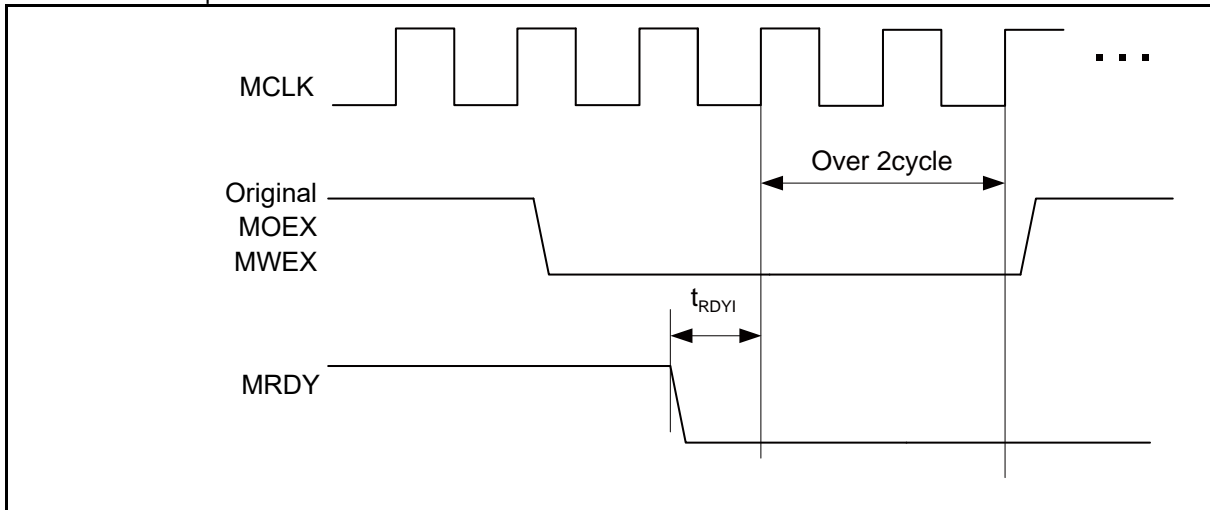 MCLK
Over 2cycle
Original
MOEX
MWEX
tRDYI
MRDY